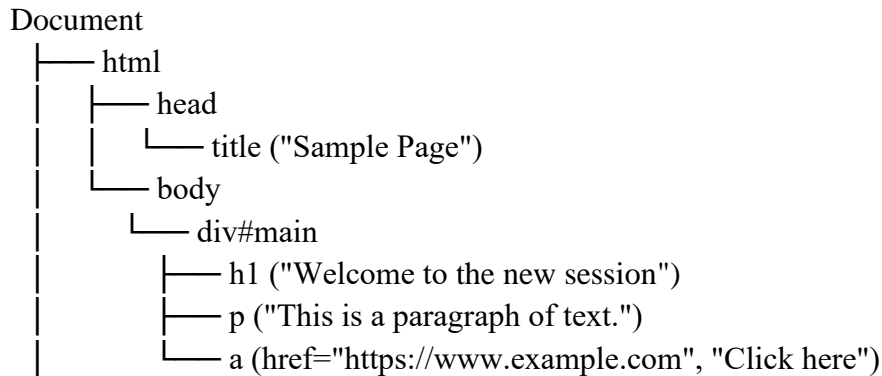 Document
├── html
│ ├── head
│ │ └── title ("Sample Page")
│ └── body
│ └── div#main
│ ├── h1 ("Welcome to the new session")
│ ├── p ("This is a paragraph of text.")
│ └── a (href="https://www.example.com", "Click here")